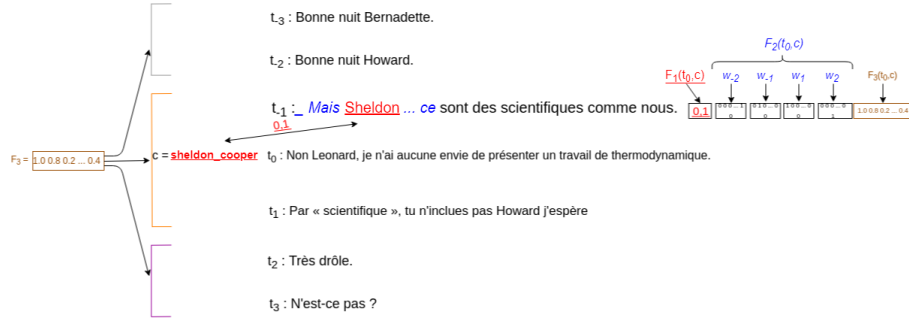 t-3 : Bonne nuit Bernadette.
t-2 : Bonne nuit Howard.
F2(t0,c)
F1(t0,c) w-2 w-1 w1 w2 F3(t0,c)
t-1 :_ Mais Sheldon ... ce sont des scientifiques comme nous.
0,1 1.0 0.8 0.2 ... 0.4
0,1
F3 = 1.0 0.8 0.2 ... 0.4
c = sheldon_cooper t0 : Non Leonard, je n'ai aucune envie de présenter un travail de thermodynamique.
t1 : Par « scientifique », tu n'inclues pas Howard j'espère
t2 : Très drôle.
t3 : N'est-ce pas ?